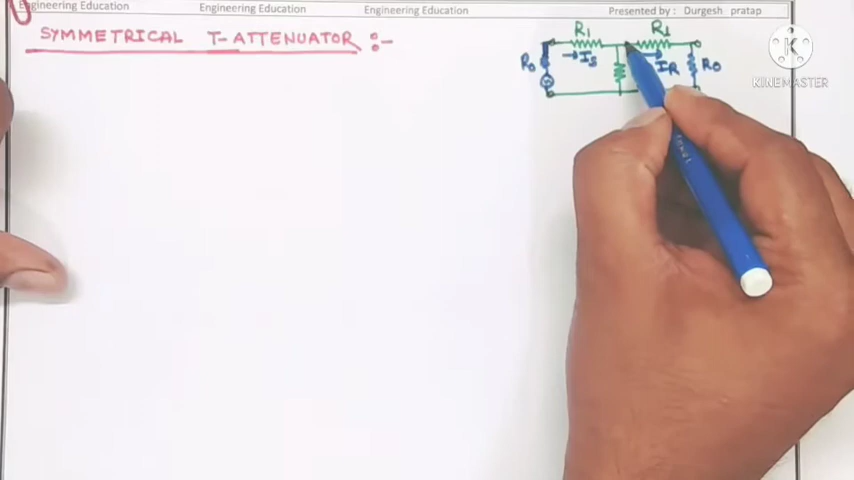 Engineering Education Engineering Education Engineering Education Presented by : Durgesh pratap
SYMMETRICAL T-ATTENUATOR :-
R1 R1
R0 Is IR R0
K
KINEMASTER